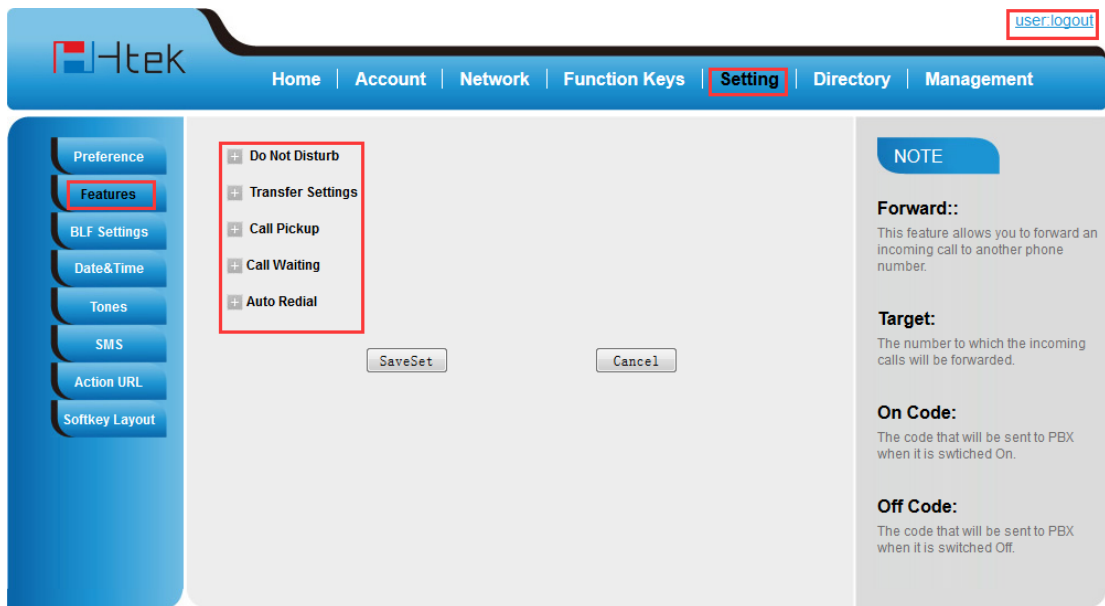 user:logout
Htek
Home | Account | Network | Function Keys | Setting | Directory | Management
Preference
Features
BLF Settings
Date&Time
Tones
SMS
Action URL
Softkey Layout
Do Not Disturb
Transfer Settings
Call Pickup
Call Waiting
Auto Redial
SaveSet
Cancel
NOTE
Forward::
This feature allows you to forward an
incoming call to another phone
number.
Target:
The number to which the incoming
calls will be forwarded.
On Code:
The code that will be sent to PBX
when it is swtiched On.
Off Code:
The code that will be sent to PBX
when it is switched Off.